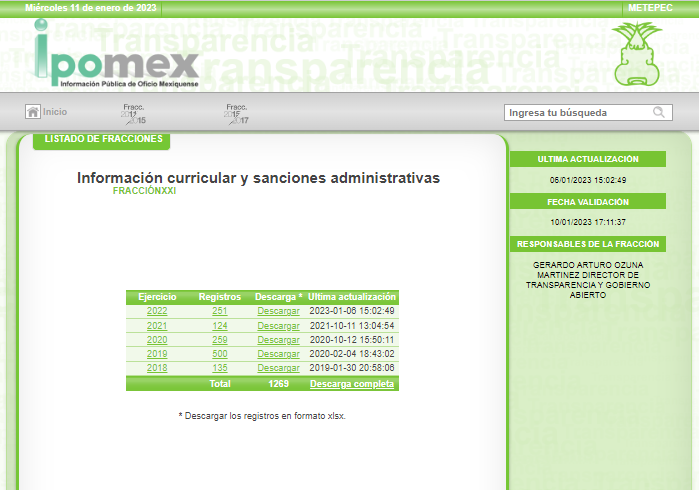 Miércoles 11 de enero de 2023
METEPEC
Transparencia
ipomex
Información Pública de Oficio Mexiquense
Inicio
Fracc.
Fracc.
2015
2017
Ingresa tu búsqueda
LISTADO DE FRACCIONES
Información curricular y sanciones administrativas
FRACCIÓNXXI
Ejercicio Registros Descarga * Ultima actualización
2022 251 Descargar 2023-01-06 15:02:49
2021 124 Descargar 2021-10-11 13:04:54
2020 259 Descargar 2020-10-12 15:50:11
2019 500 Descargar 2020-02-04 18:43:02
2018 135 Descargar 2019-01-30 20:58:06
Total 1269 Descarga completa
* Descargar los registros en formato xlsx.
ULTIMA ACTUALIZACIÓN
06/01/2023 15:02:49
FECHA VALIDACIÓN
10/01/2023 17:11:37
RESPONSABLES DE LA FRACCIÓN
GERARDO ARTURO OZUNA
MARTINEZ DIRECTOR DE
TRANSPARENCIA Y GOBIERNO
ABIERTO